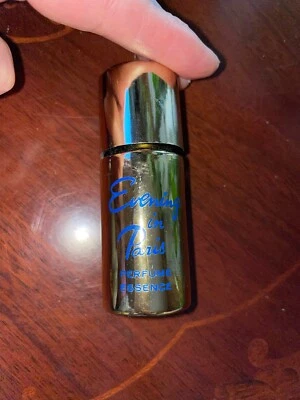 Evening
in
Paris
PERFUME
ESSENCE